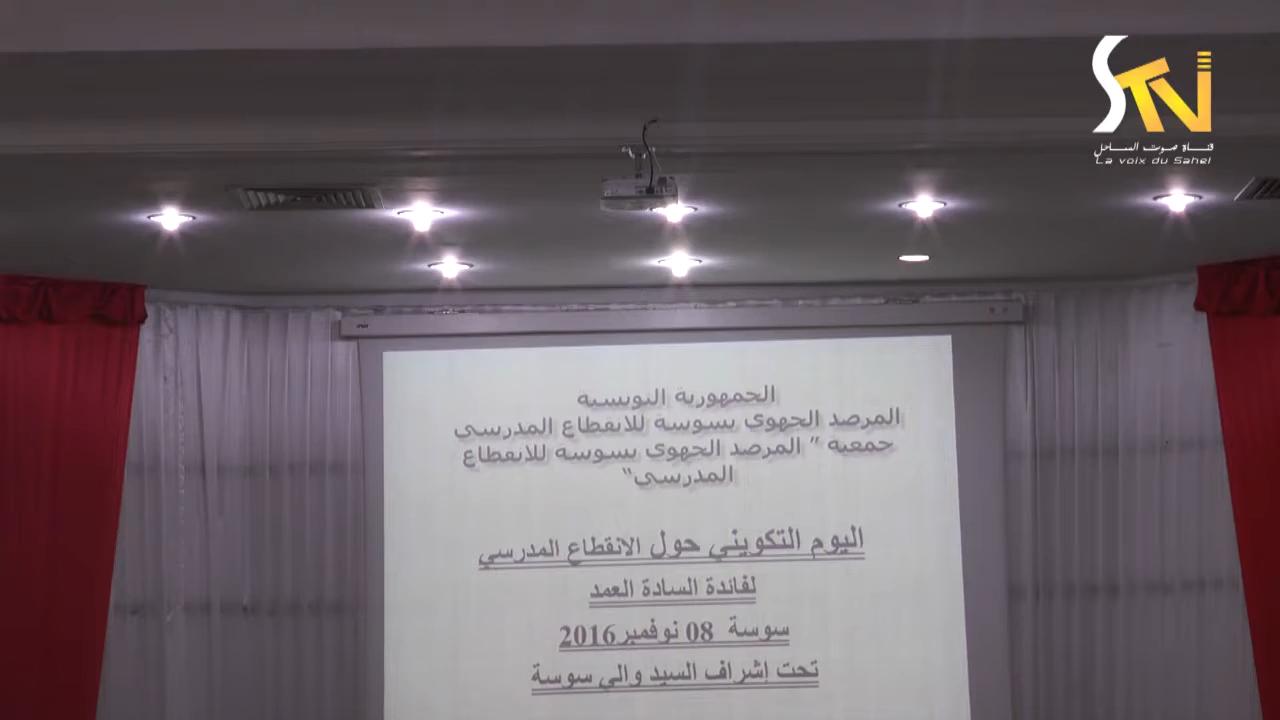 STV
قناة صوت الساحل
La voix du Sahel
الجمهورية التونسية
المرصد الجهوي بسوسة للانقطاع المدرسي
جمعية " المرصد الجهوي بسوسة للانقطاع
المدرسي"
اليوم التكويني حول الانقطاع المدرسي
لفائدة السادة العمد
سوسة 08 نوفمبر 2016
تحت إشراف السيد والي سوسة